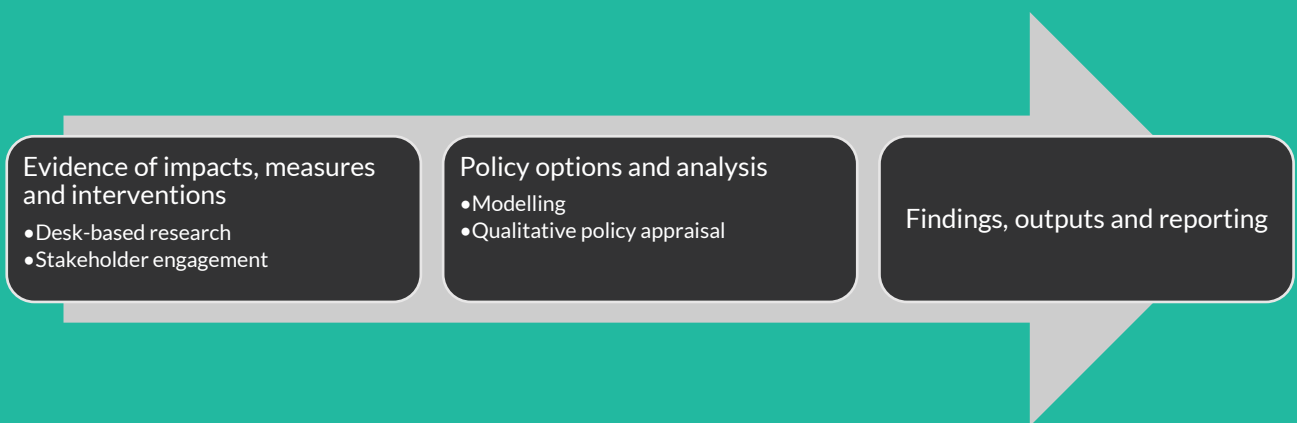 Evidence of impacts, measures
and interventions
•Desk-based research
•Stakeholder engagement
Policy options and analysis
•Modelling
•Qualitative policy appraisal
Findings, outputs and reporting